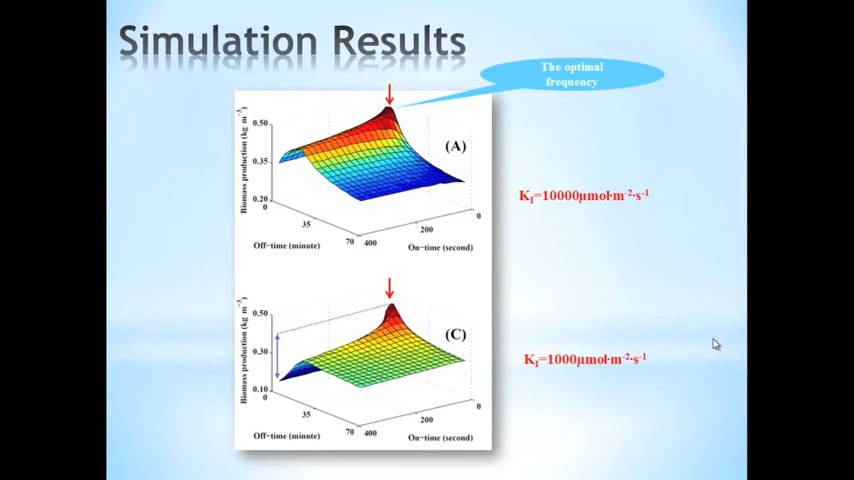 Simulation Results
The optimal
frequency
Biomass production (kg m⁻³)
0.50
0.35
0.20
0
35
70
Off−time (minute)
400
200
0
On−time (second)
(A)
K_I=10000μmol·m⁻²·s⁻¹
Biomass production (kg m⁻³)
0.50
0.30
0.10
0
35
70
Off−time (minute)
400
200
0
On−time (second)
(C)
K_I=1000μmol·m⁻²·s⁻¹